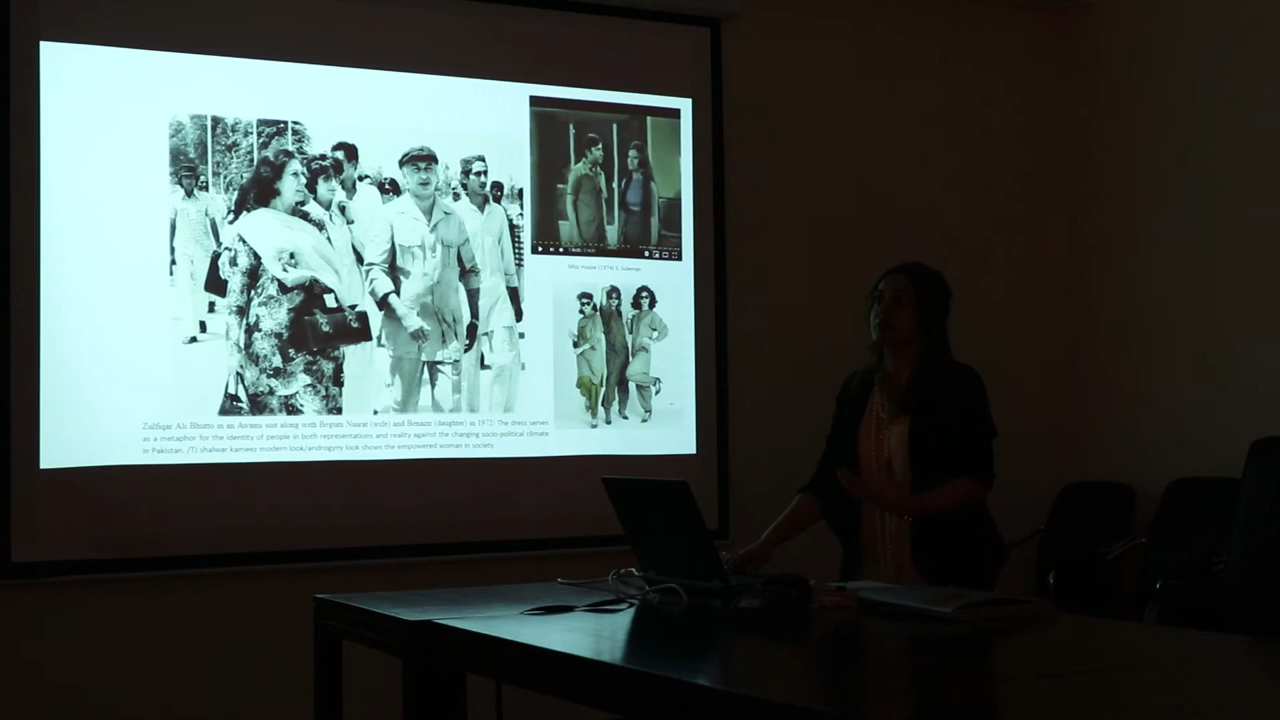 Miss Hippie (1974) S. Suleman
Zulfiqar Ali Bhutto in an Awami suit along with Begum Nusrat (wife) and Benazir (daughter) in 1972. The dress serves
as a metaphor for the identity of people in both representations and reality against the changing socio-political climate
in Pakistan. /TJ shalwar kameez modern look/androgyny look shows the empowered woman in society